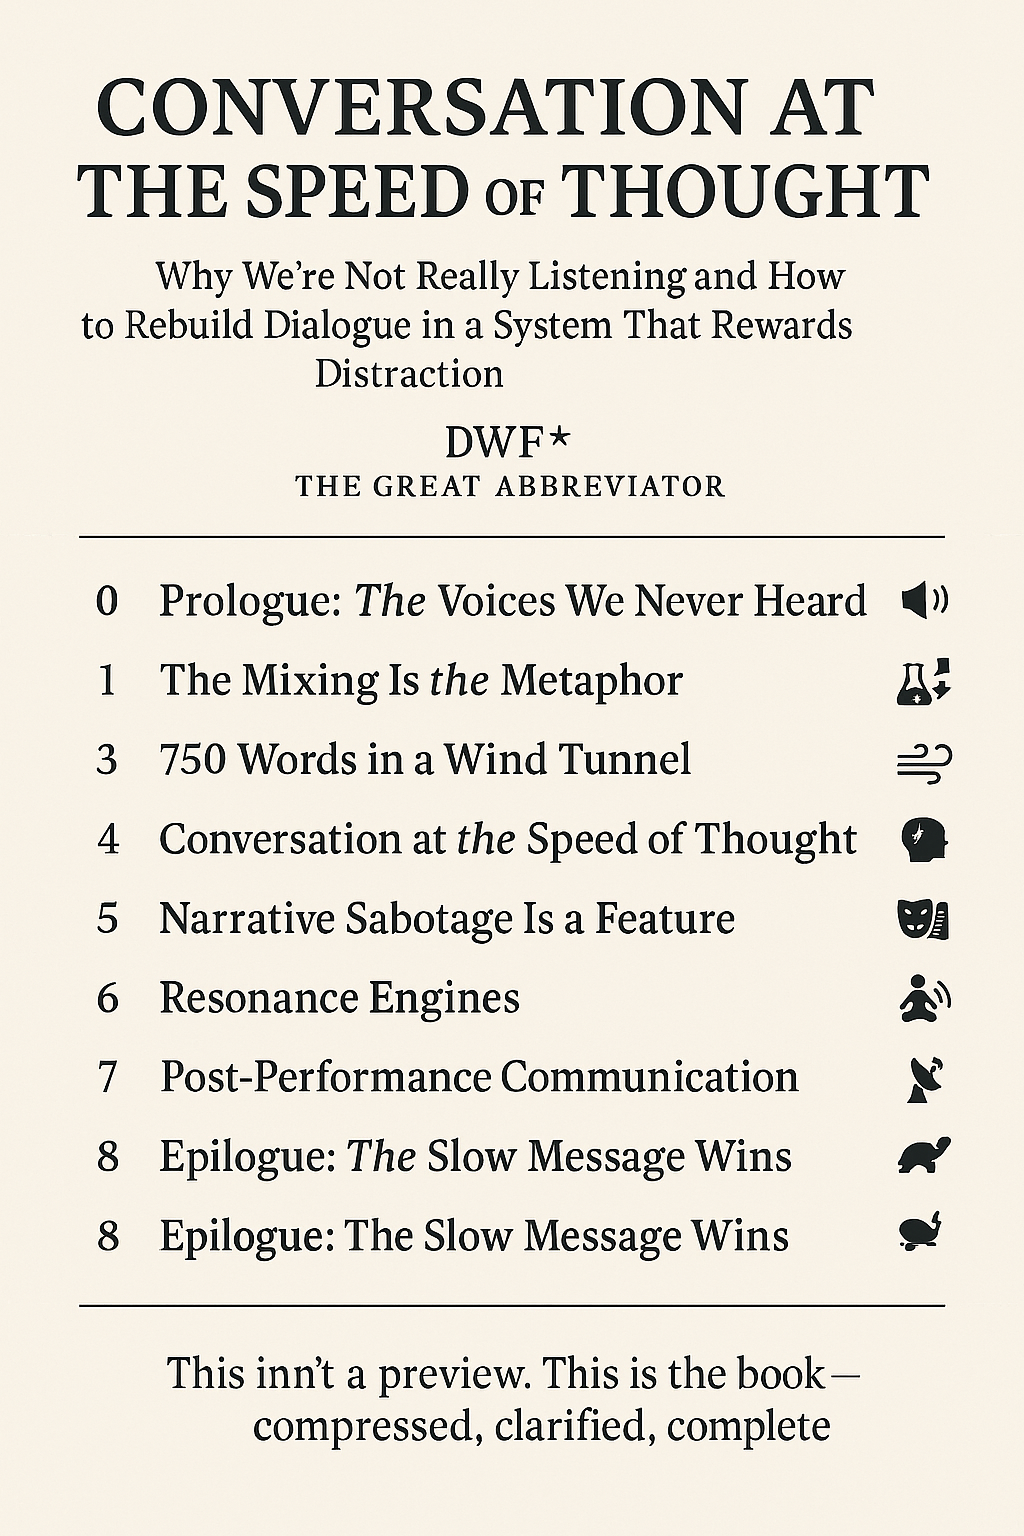 CONVERSATION AT
THE SPEED OF THOUGHT
Why We're Not Really Listening and How
to Rebuild Dialogue in a System That Rewards
Distraction
DWF*
THE GREAT ABBREVIATOR
0 Prologue: The Voices We Never Heard
1 The Mixing Is the Metaphor
3 750 Words in a Wind Tunnel
4 Conversation at the Speed of Thought
5 Narrative Sabotage Is a Feature
6 Resonance Engines
7 Post-Performance Communication
8 Epilogue: The Slow Message Wins
8 Epilogue: The Slow Message Wins
This inn't a preview. This is the book—
compressed, clarified, complete